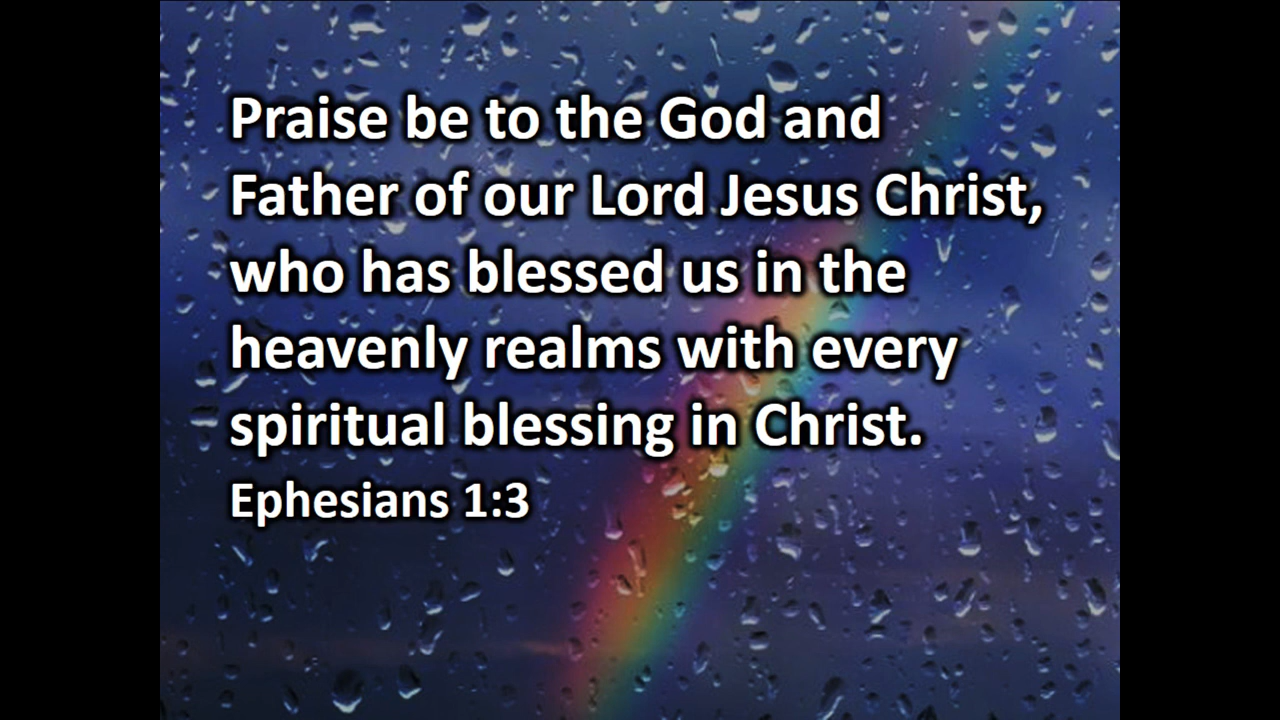 Praise be to the God and
Father of our Lord Jesus Christ,
who has blessed us in the
heavenly realms with every
spiritual blessing in Christ.
Ephesians 1:3